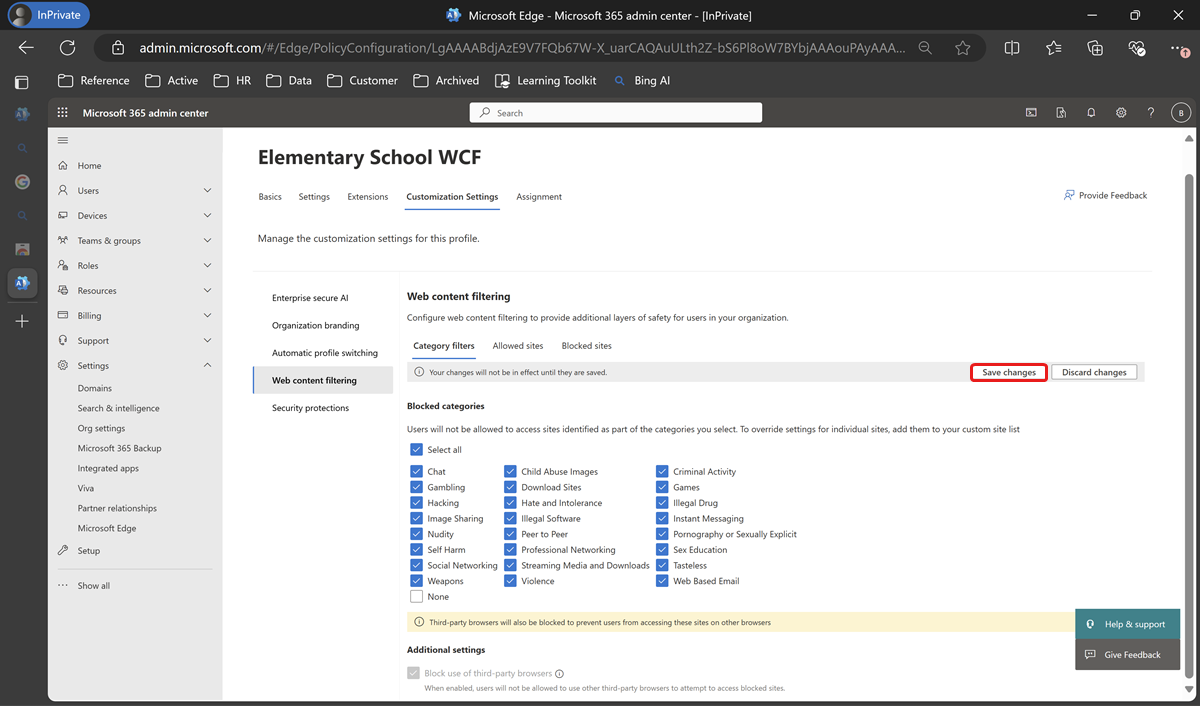 InPrivate
Microsoft Edge - Microsoft 365 admin center - [InPrivate]
admin.microsoft.com/#/Edge/PolicyConfiguration/LgAAAABdjAzE9V7FQb67W-X_uarCAQAuULth2Z-bS6Pl8oW7BYbjAAAouPAyAAA...
Reference Active HR Data Customer Archived Learning Toolkit Bing AI
Microsoft 365 admin center
Search
B
Home
Users
Devices
Teams & groups
Roles
Resources
Billing
Support
Settings
Domains
Search & intelligence
Org settings
Microsoft 365 Backup
Integrated apps
Viva
Partner relationships
Microsoft Edge
Setup
Show all
Elementary School WCF
Basics Settings Extensions Customization Settings Assignment
Provide Feedback
Manage the customization settings for this profile.
Enterprise secure AI
Organization branding
Automatic profile switching
Web content filtering
Security protections
Web content filtering
Configure web content filtering to provide additional layers of safety for users in your organization.
Category filters Allowed sites Blocked sites
Your changes will not be in effect until they are saved.
Save changes Discard changes
Blocked categories
Users will not be allowed to access sites identified as part of the categories you select. To override settings for individual sites, add them to your custom site list
Select all
Chat Child Abuse Images Criminal Activity
Gambling Download Sites Games
Hacking Hate and Intolerance Illegal Drug
Image Sharing Illegal Software Instant Messaging
Nudity Peer to Peer Pornography or Sexually Explicit
Self Harm Professional Networking Sex Education
Social Networking Streaming Media and Downloads Tasteless
Weapons Violence Web Based Email
None
Third-party browsers will also be blocked to prevent users from accessing these sites on other browsers
Additional settings
Block use of third-party browsers
When enabled, users will not be allowed to use other third-party browsers to attempt to access blocked sites.
Help & support
Give Feedback